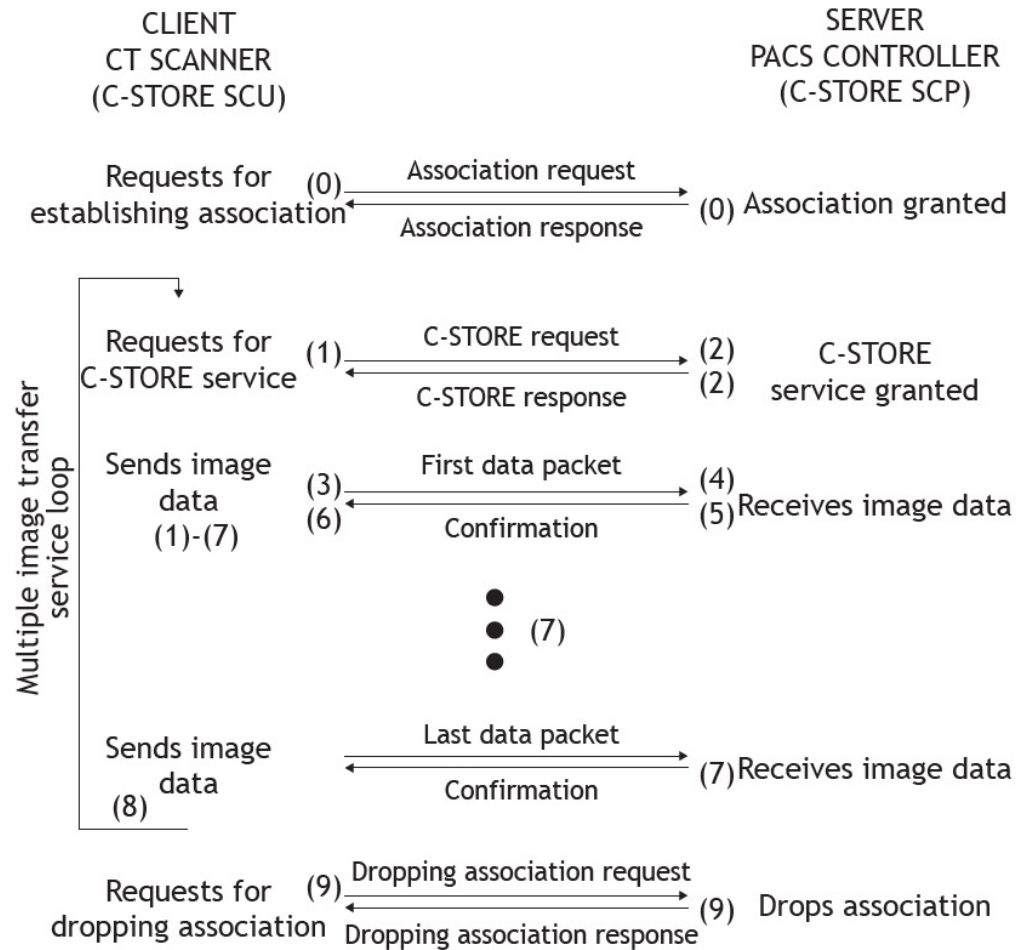 CLIENT
CT SCANNER
(C-STORE SCU)
SERVER
PACS CONTROLLER
(C-STORE SCP)
Requests for
establishing association
(0)
Association request
Association response
(0)
Association granted
Multiple image transfer
service loop
Requests for
C-STORE service
(1)
C-STORE request
C-STORE response
(2)
(2)
C-STORE
service granted
Sends image
data
(1)-(7)
(3)
(6)
First data packet
Confirmation
(4)
(5)
Receives image data
(7)
Sends image
data
(8)
Last data packet
Confirmation
(7)
Receives image data
Requests for
dropping association
(9)
Dropping association request
Dropping association response
(9)
Drops association